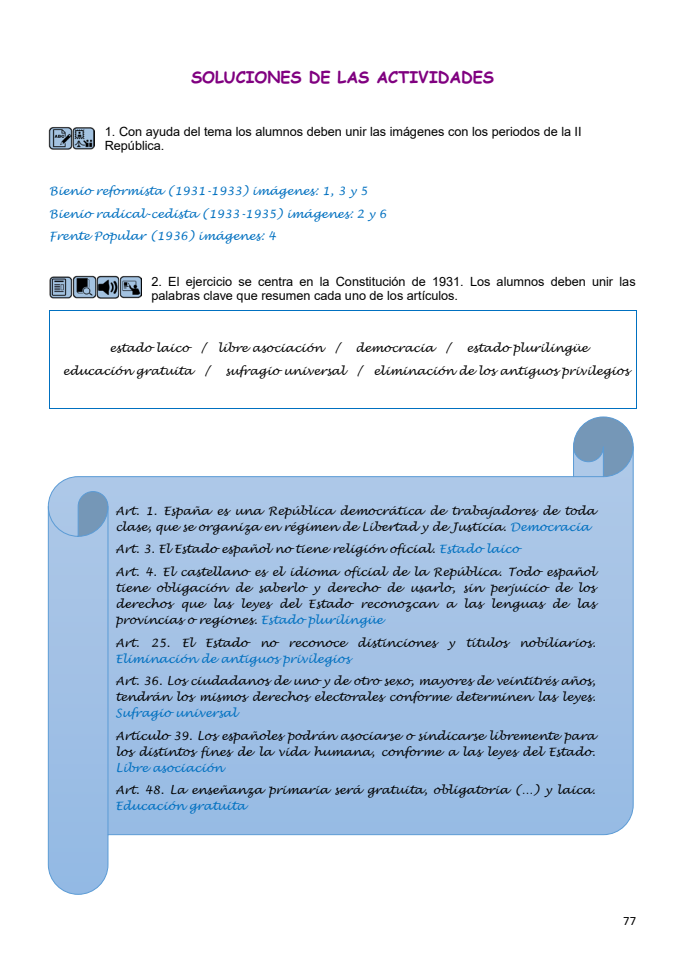 SOLUCIONES DE LAS ACTIVIDADES
1. Con ayuda del tema los alumnos deben unir las imágenes con los periodos de la II
República.
Bienio reformista (1931-1933) imágenes: 1, 3 y 5
Bienio radical-cedista (1933-1935) imágenes: 2 y 6
Frente Popular (1936) imágenes: 4
2. El ejercicio se centra en la Constitución de 1931. Los alumnos deben unir las
palabras clave que resumen cada uno de los artículos.
estado laico / libre asociación / democracia / estado plurilingüe
educación gratuita / sufragio universal / eliminación de los antiguos privilegios
Art. 1. España es una República democrática de trabajadores de toda
clase, que se organiza en régimen de Libertad y de Justicia. Democracia
Art. 3. El Estado español no tiene religión oficial. Estado laico
Art. 4. El castellano es el idioma oficial de la República. Todo español
tiene obligación de saberlo y derecho de usarlo, sin perjuicio de los
derechos que las leyes del Estado reconozcan a las lenguas de las
provincias o regiones. Estado plurilingüe
Art. 25. El Estado no reconoce distinciones y títulos nobiliarios.
Eliminación de antiguos privilegios
Art. 36. Los ciudadanos de uno y de otro sexo, mayores de veintitrés años,
tendrán los mismos derechos electorales conforme determinen las leyes.
Sufragio universal
Artículo 39. Los españoles podrán asociarse o sindicarse libremente para
los distintos fines de la vida humana, conforme a las leyes del Estado.
Libre asociación
Art. 48. La enseñanza primaria será gratuita, obligatoria (...) y laica.
Educación gratuita
77